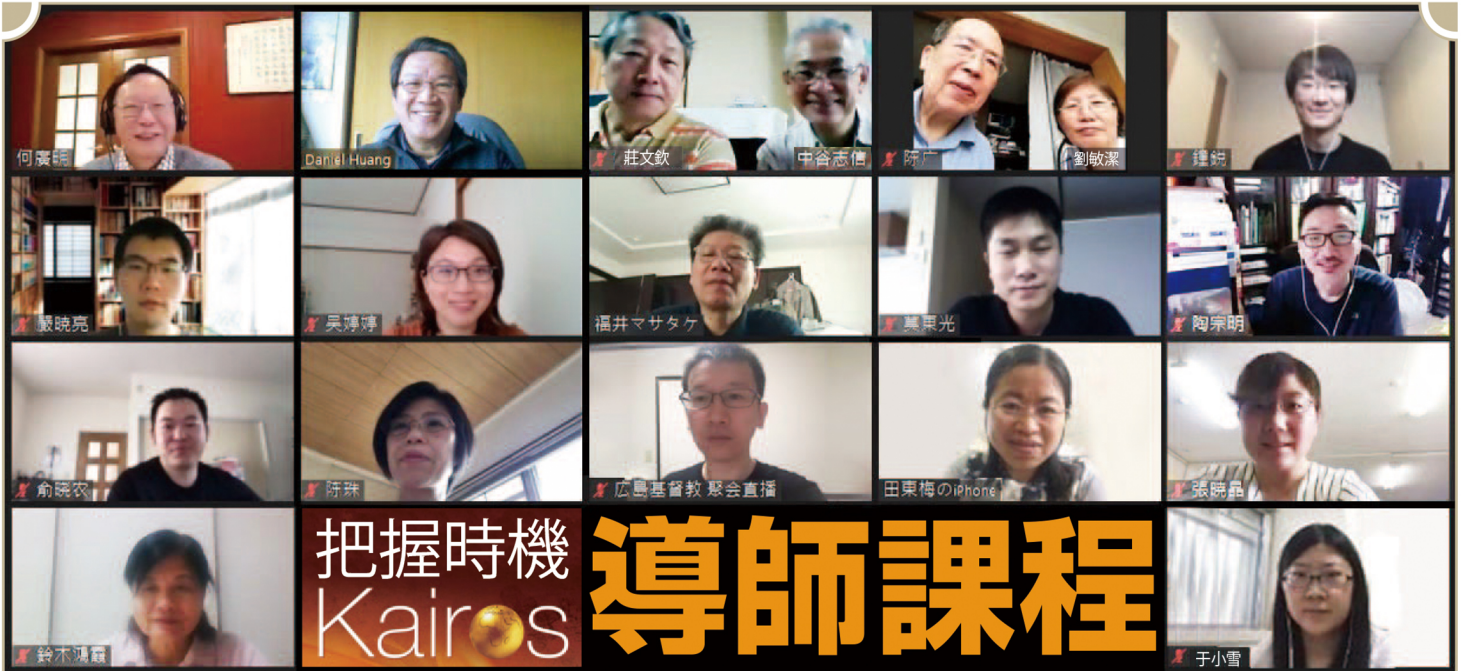 何廣明
Daniel Huang
莊文欽
中谷志信
陈广
劉敏潔
鍾鋭
嚴暁亮
吴婷婷
福井マサタケ
莫東光
陶宗明
俞晓农
陈珠
広島基督教 聚会直播
田東梅のiPhone
張暁晶
鈴木鴻霞
把握時機
Kairos
導師課程
于小雪